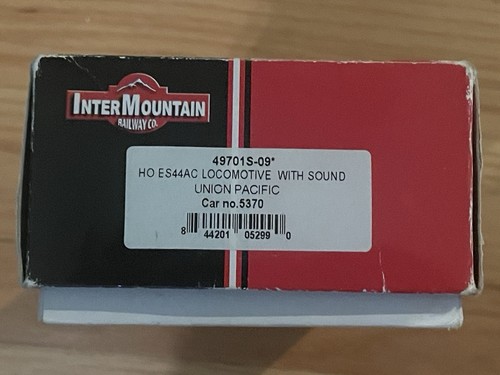 INTERMOUNTAIN
RAILWAY CO.
49701S-09*
HO ES44AC LOCOMOTIVE WITH SOUND
UNION PACIFIC
Car no.5370
8 44201 05299 0